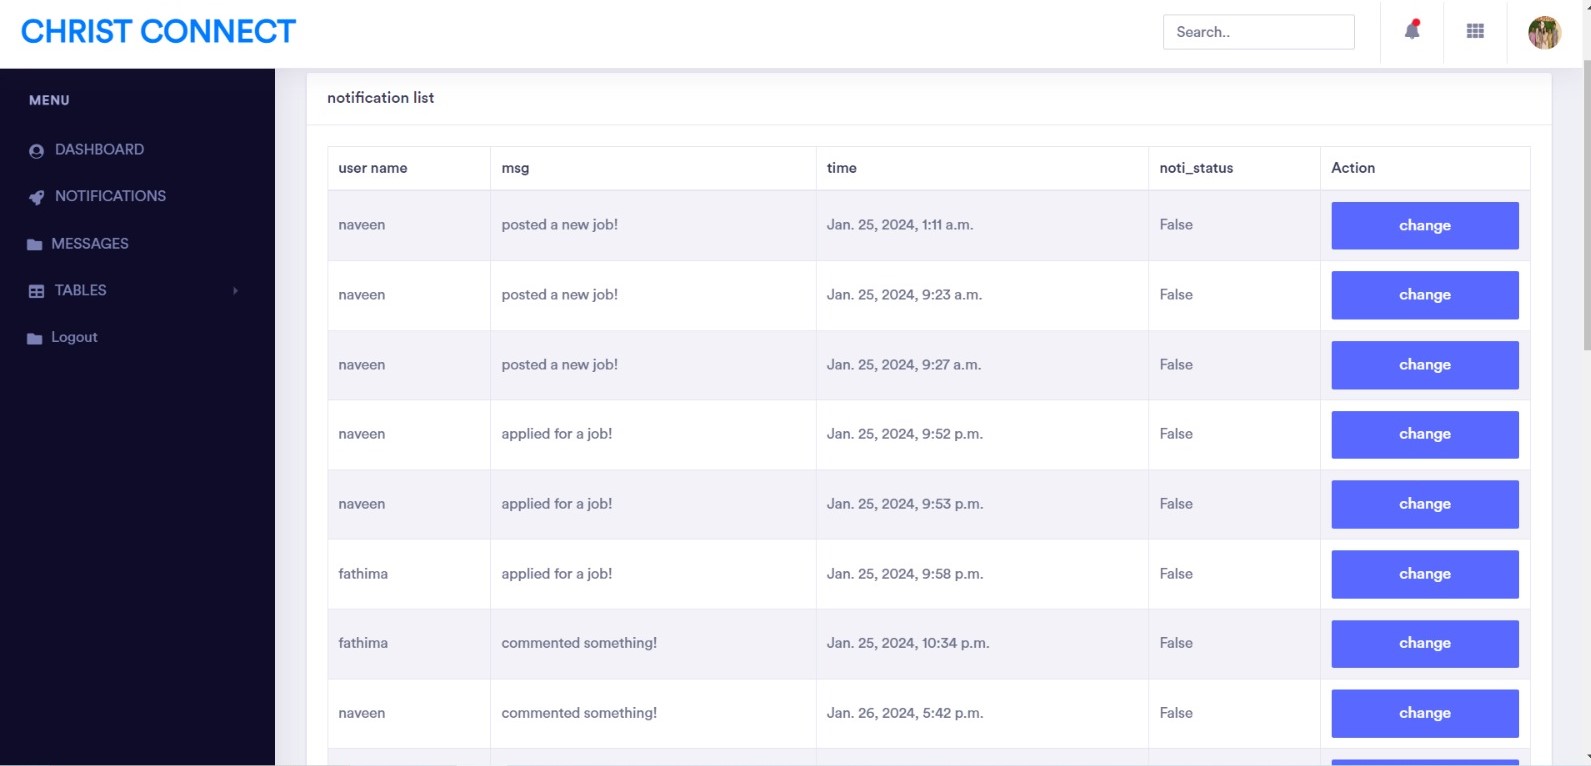 CHRIST CONNECT
Search..
MENU
DASHBOARD
NOTIFICATIONS
MESSAGES
TABLES
Logout
notification list
user name msg time noti_status Action
naveen posted a new job! Jan. 25, 2024, 1:11 a.m. False change
naveen posted a new job! Jan. 25, 2024, 9:23 a.m. False change
naveen posted a new job! Jan. 25, 2024, 9:27 a.m. False change
naveen applied for a job! Jan. 25, 2024, 9:52 p.m. False change
naveen applied for a job! Jan. 25, 2024, 9:53 p.m. False change
fathima applied for a job! Jan. 25, 2024, 9:58 p.m. False change
fathima commented something! Jan. 25, 2024, 10:34 p.m. False change
naveen commented something! Jan. 26, 2024, 5:42 p.m. False change